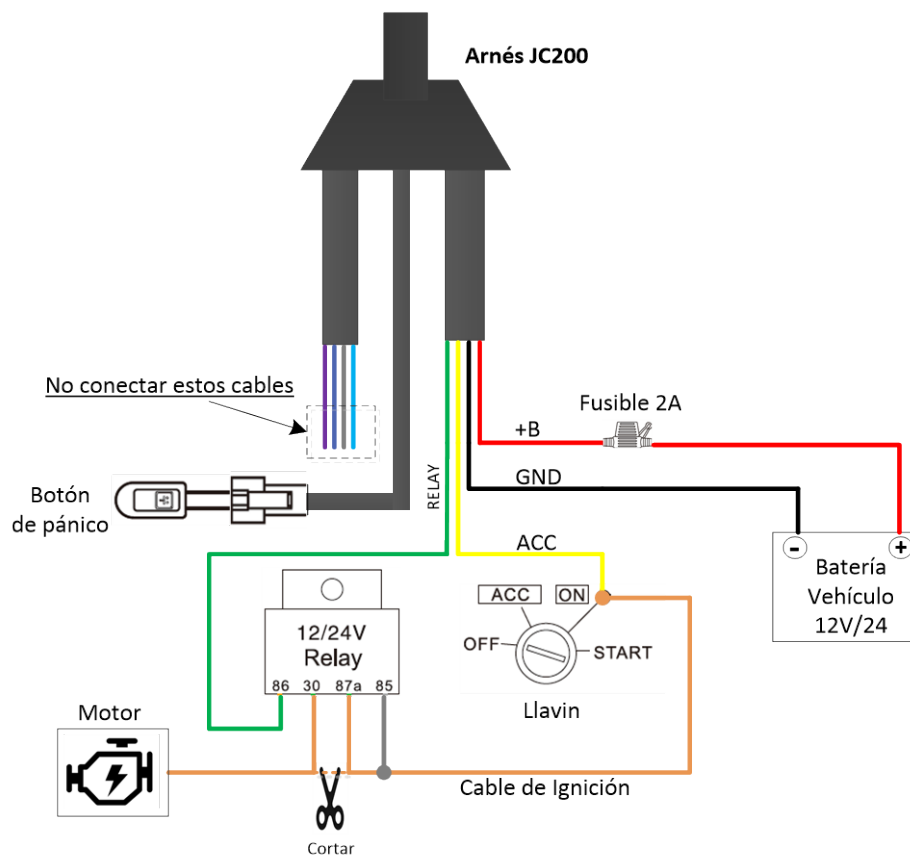 Arnés JC200
No conectar estos cables
Fusible 2A
+B
GND
RELAY
Botón
de pánico
ACC
-
+
Batería
Vehículo
12V/24
ACC
ON
OFF
START
12/24V
Relay
86 30 87a 85
Llavin
Motor
Cable de Ignición
Cortar